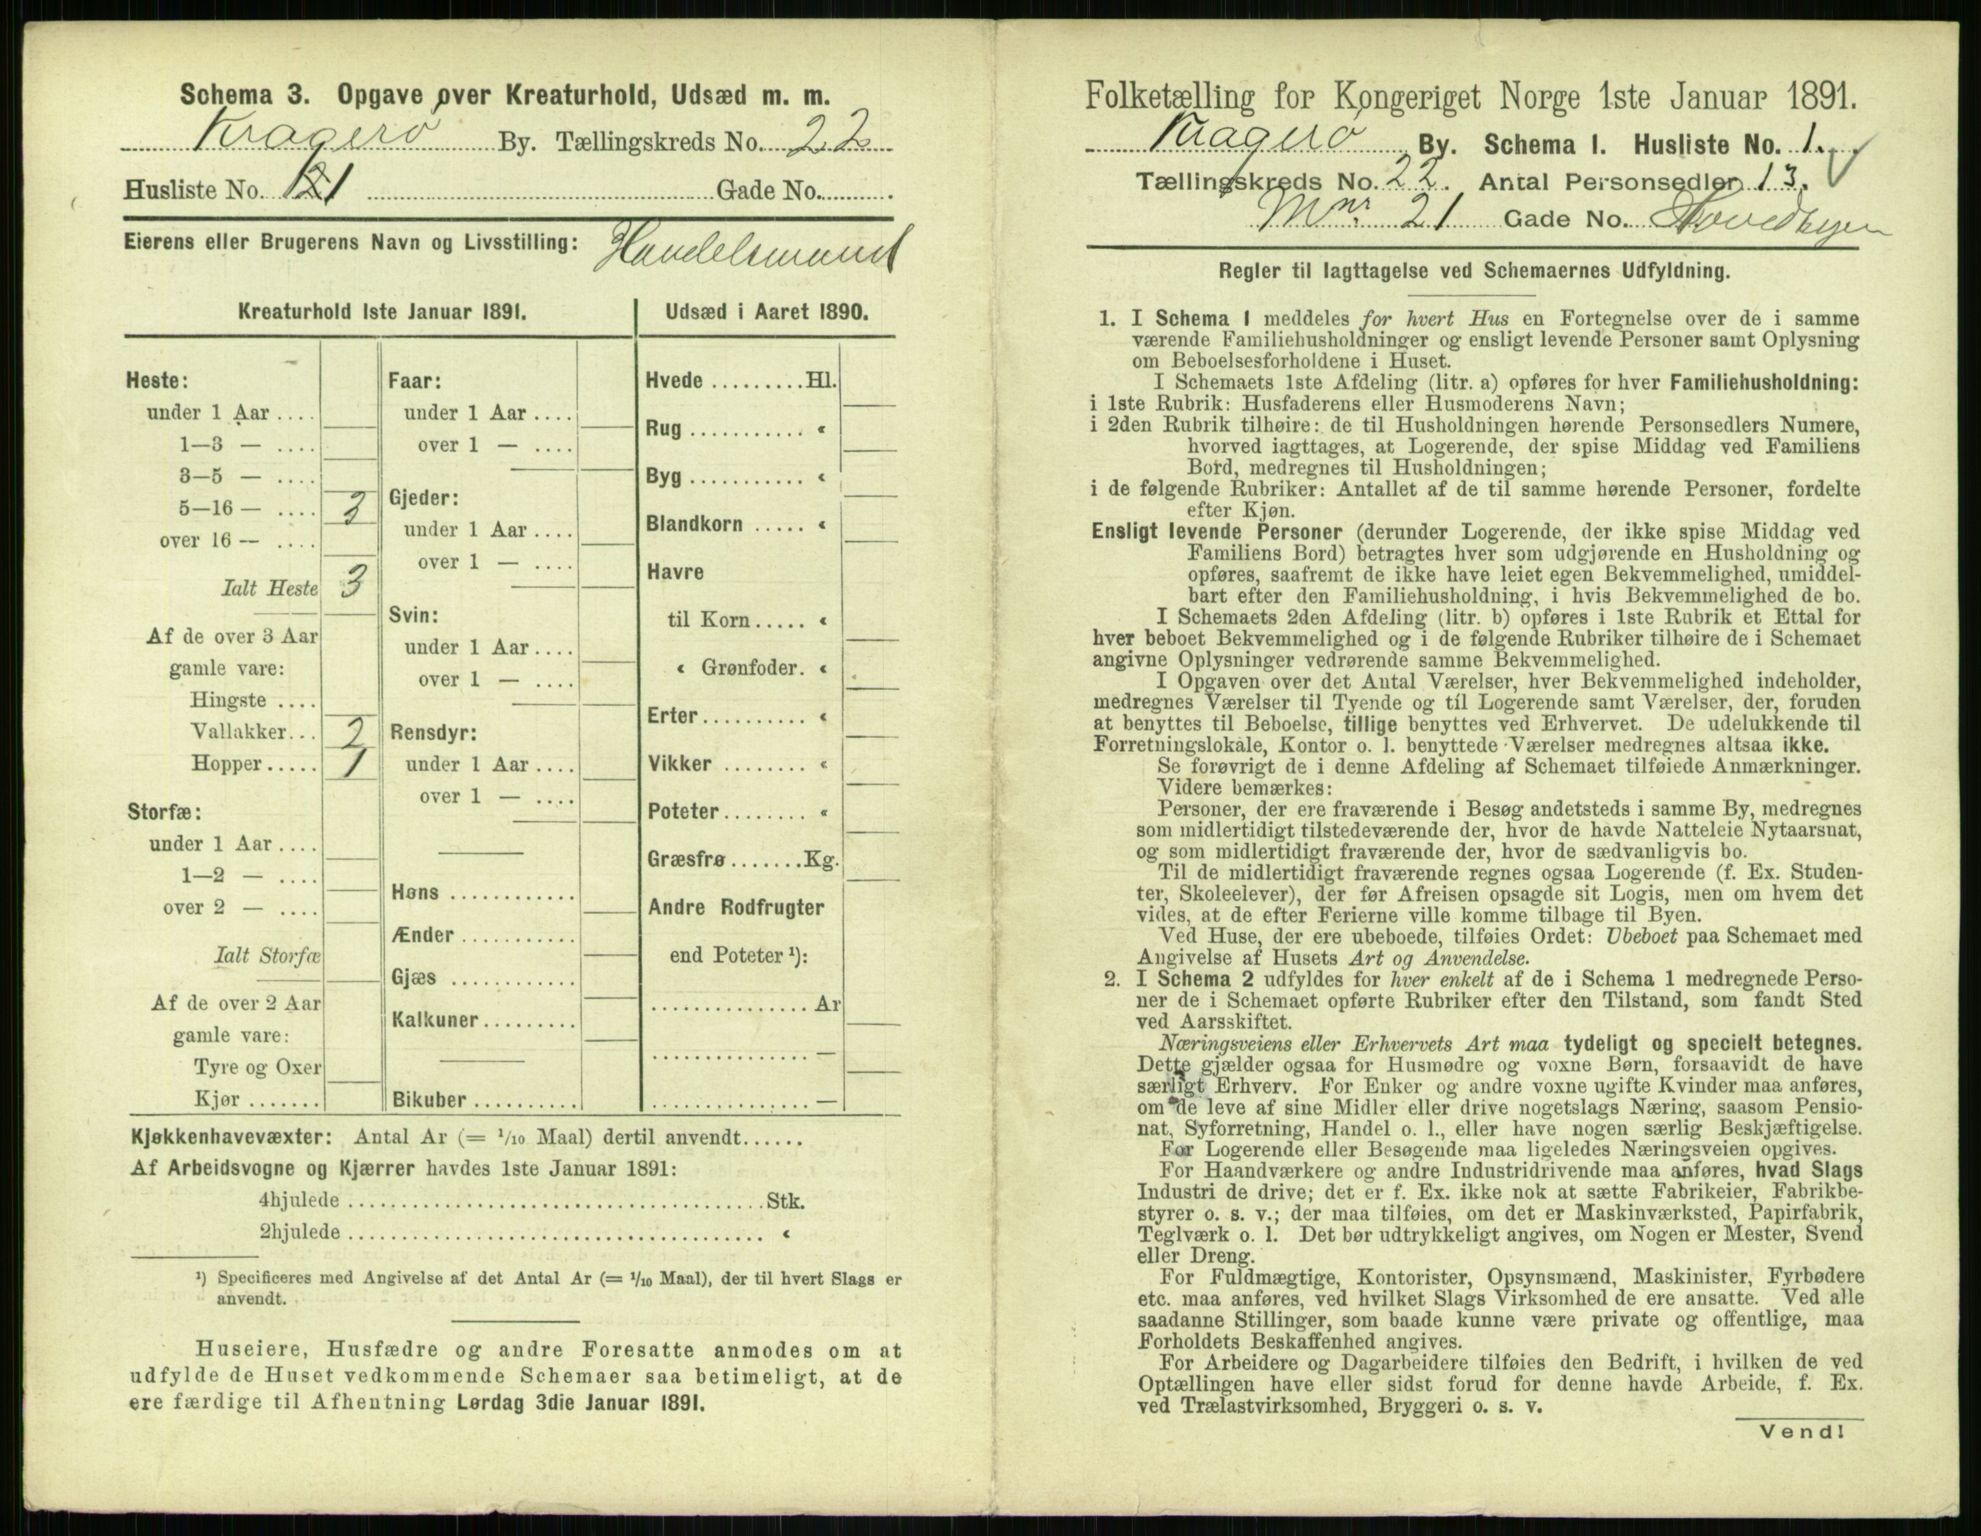 Schema 3. Opgave over Kreaturhold, Udsæd m. m.
Kragerø By. Tællingskreds No. 22
Husliste No. 1 Gade No.
Eierens eller Brugerens Navn og Livsstilling: Handelsmand
Kreaturhold 1ste Januar 1891.
Heste:
under 1 Aar ....
1—3 — ....
3—5 — ....
5—16 — .... 3
over 16 — ....
Ialt Heste 3
Af de over 3 Aar
gamle vare:
Hingste ....
Vallakker... 2
Hopper..... 1
Storfæ:
under 1 Aar ....
1—2 — ....
over 2 — ....
Ialt Storfæ
Af de over 2 Aar
gamle vare:
Tyre og Oxer
Kjør .......
Faar:
under 1 Aar ....
over 1 — ....
Gjeder:
under 1 Aar ....
over 1 — ....
Svin:
under 1 Aar ....
over 1 — ....
Rensdyr:
under 1 Aar ....
over 1 — ....
Høns ............
Ænder ...........
Gjæs ............
Kalkuner.........
Bikuber ..........
Udsæd i Aaret 1890.
Hvede .........Hl.
Rug ........... «
Byg ........... «
Blandkorn ..... «
Havre
til Korn..... «
« Grønfoder. «
Erter.......... «
Vikker ........ «
Poteter........ «
Græsfrø .......Kg.
Andre Rodfrugter
end Poteter ¹):
............... Ar
............... —
............... —
Kjøkkenhavevæxter: Antal Ar (= 1/10 Maal) dertil anvendt......
Af Arbeidsvogne og Kjærrer havdes 1ste Januar 1891:
4hjulede ....................................... Stk.
2hjulede ....................................... «
¹) Specificeres med Angivelse af det Antal Ar (= 1/10 Maal), der til hvert Slags er
anvendt.
Huseiere, Husfædre og andre Foresatte anmodes om at
udfylde de Huset vedkommende Schemaer saa betimeligt, at de
ere færdige til Afhentning Lørdag 3die Januar 1891.
Folketælling for Kongeriget Norge 1ste Januar 1891.
Kragerø By. Schema 1. Husliste No. 1.
Tællingskreds No. 22. Antal Personsedler 13.
Mnr. 21 Gade No. Hovedbyen
Regler til Iagttagelse ved Schemaernes Udfyldning.
1. I Schema 1 meddeles for hvert Hus en Fortegnelse over de i samme
værende Familiehusholdninger og ensligt levende Personer samt Oplysning
om Beboelsesforholdene i Huset.
I Schemaets 1ste Afdeling (litr. a) opføres for hver Familiehusholdning:
i 1ste Rubrik: Husfaderens eller Husmoderens Navn;
i 2den Rubrik tilhøire: de til Husholdningen hørende Personsedlers Numere,
hvorved iagttages, at Logerende, der spise Middag ved Familiens
Bord, medregnes til Husholdningen;
i de følgende Rubriker: Antallet af de til samme hørende Personer, fordelte
efter Kjøn.
Ensligt levende Personer (derunder Logerende, der ikke spise Middag ved
Familiens Bord) betragtes hver som udgjørende en Husholdning og
opføres, saafremt de ikke have leiet egen Bekvemmelighed, umiddel-
bart efter den Familiehusholdning, i hvis Bekvemmelighed de bo.
I Schemaets 2den Afdeling (litr. b) opføres i 1ste Rubrik et Ettal for
hver beboet Bekvemmelighed og i de følgende Rubriker tilhøire de i Schemaet
angivne Oplysninger vedrørende samme Bekvemmelighed.
I Opgaven over det Antal Værelser, hver Bekvemmelighed indeholder,
medregnes Værelser til Tyende og til Logerende samt Værelser, der, foruden
at benyttes til Beboelse, tillige benyttes ved Erhvervet. De udelukkende til
Forretningslokale, Kontor o. l. benyttede Værelser medregnes altsaa ikke.
Se forøvrigt de i denne Afdeling af Schemaet tilføiede Anmærkninger.
Videre bemærkes:
Personer, der ere fraværende i Besøg andetsteds i samme By, medregnes
som midlertidigt tilstedeværende der, hvor de havde Natteleie Nytaarsnat,
og som midlertidigt fraværende der, hvor de sædvanligvis bo.
Til de midlertidigt fraværende regnes ogsaa Logerende (f. Ex. Studen-
ter, Skoleelever), der før Afreisen opsagde sit Logis, men om hvem det
vides, at de efter Ferierne ville komme tilbage til Byen.
Ved Huse, der ere ubeboede, tilføies Ordet: Ubeboet paa Schemaet med
Angivelse af Husets Art og Anvendelse.
2. I Schema 2 udfyldes for hver enkelt af de i Schema 1 medregnede Perso-
ner de i Schemaet opførte Rubriker efter den Tilstand, som fandt Sted
ved Aarsskiftet.
Næringsveiens eller Erhvervets Art maa tydeligt og specielt betegnes.
Dette gjælder ogsaa for Husmødre og voxne Børn, forsaavidt de have
særligt Erhverv. For Enker og andre voxne ugifte Kvinder maa anføres,
om de leve af sine Midler eller drive nogetslags Næring, saasom Pensio-
nat, Syforretning, Handel o. l., eller have nogen særlig Beskjæftigelse.
For Logerende eller Besøgende maa ligeledes Næringsveien opgives.
For Haandværkere og andre Industridrivende maa anføres, hvad Slags
Industri de drive; det er f. Ex. ikke nok at sætte Fabrikeier, Fabrikbe-
styrer o. s. v.; der maa tilføies, om det er Maskinværksted, Papirfabrik,
Teglværk o. l. Det bør udtrykkeligt angives, om Nogen er Mester, Svend
eller Dreng.
For Fuldmægtige, Kontorister, Opsynsmænd, Maskinister, Fyrbødere
etc. maa anføres, ved hvilket Slags Virksomhed de ere ansatte. Ved alle
saadanne Stillinger, som baade kunne være private og offentlige, maa
Forholdets Beskaffenhed angives.
For Arbeidere og Dagarbeidere tilføies den Bedrift, i hvilken de ved
Optællingen have eller sidst forud for denne havde Arbeide, f. Ex.
ved Trælastvirksomhed, Bryggeri o. s. v.
Vend!